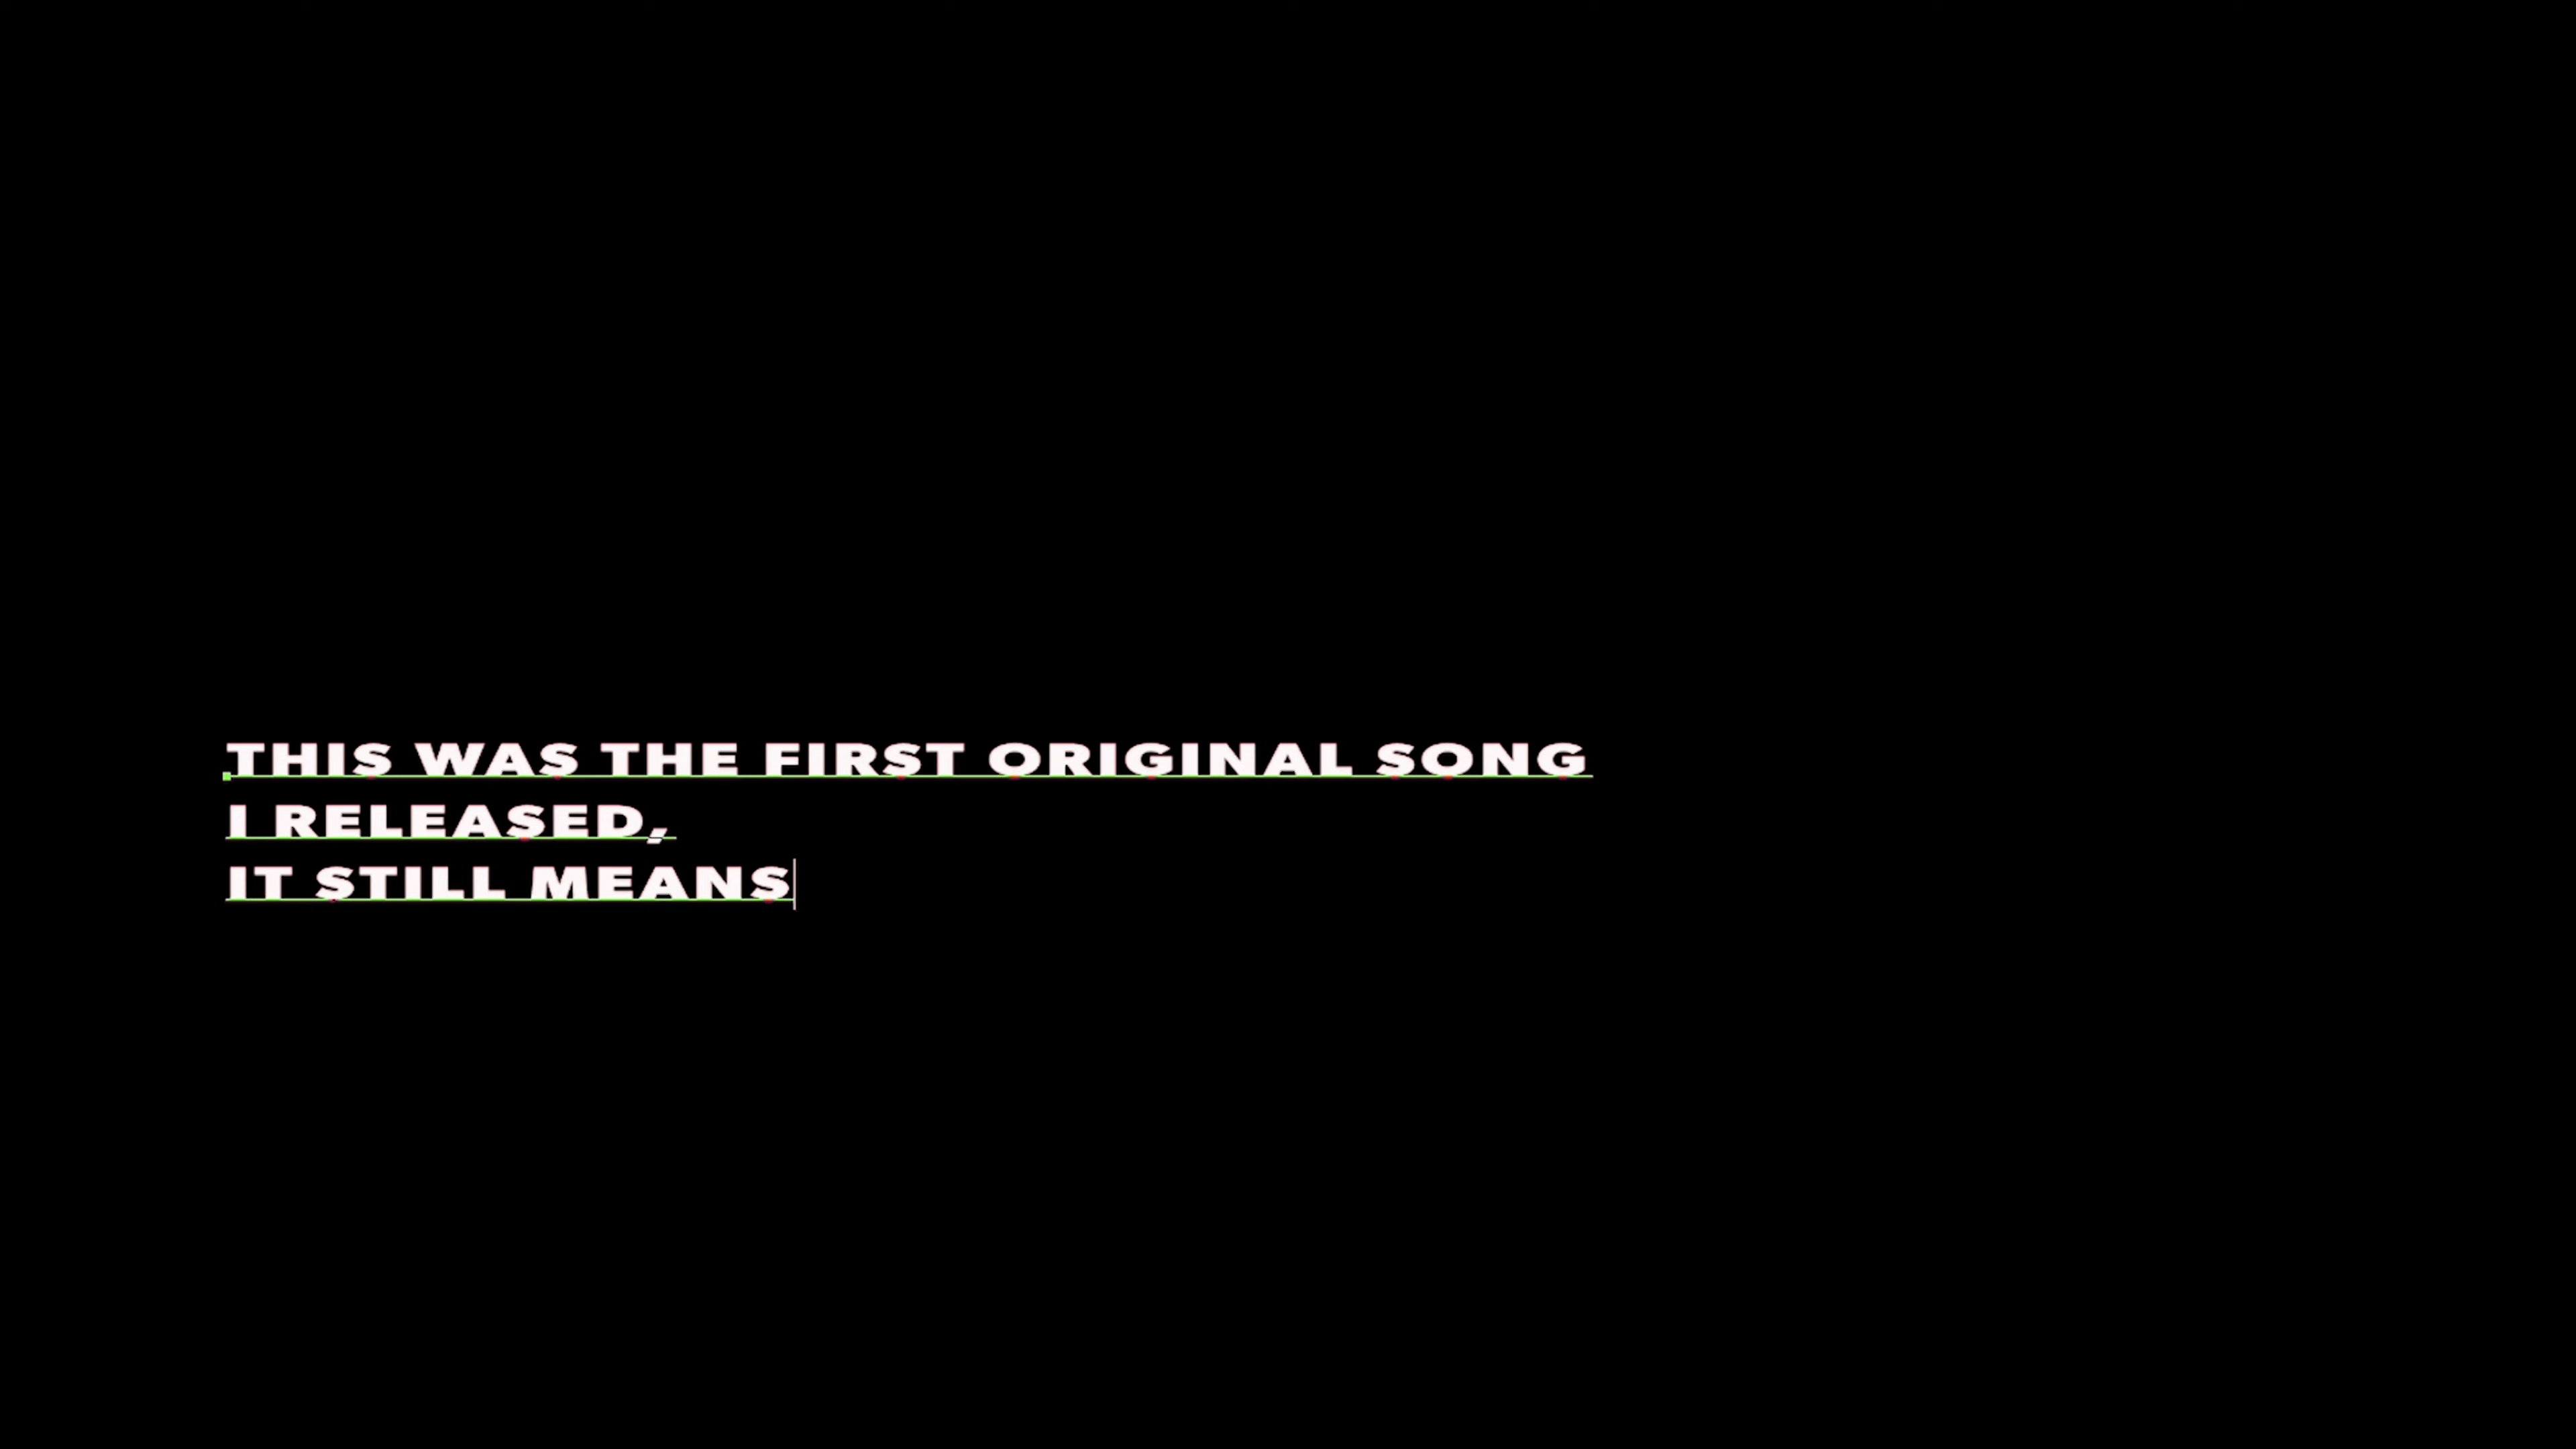 THIS WAS THE FIRST ORIGINAL SONG
I RELEASED,
IT STILL MEANS